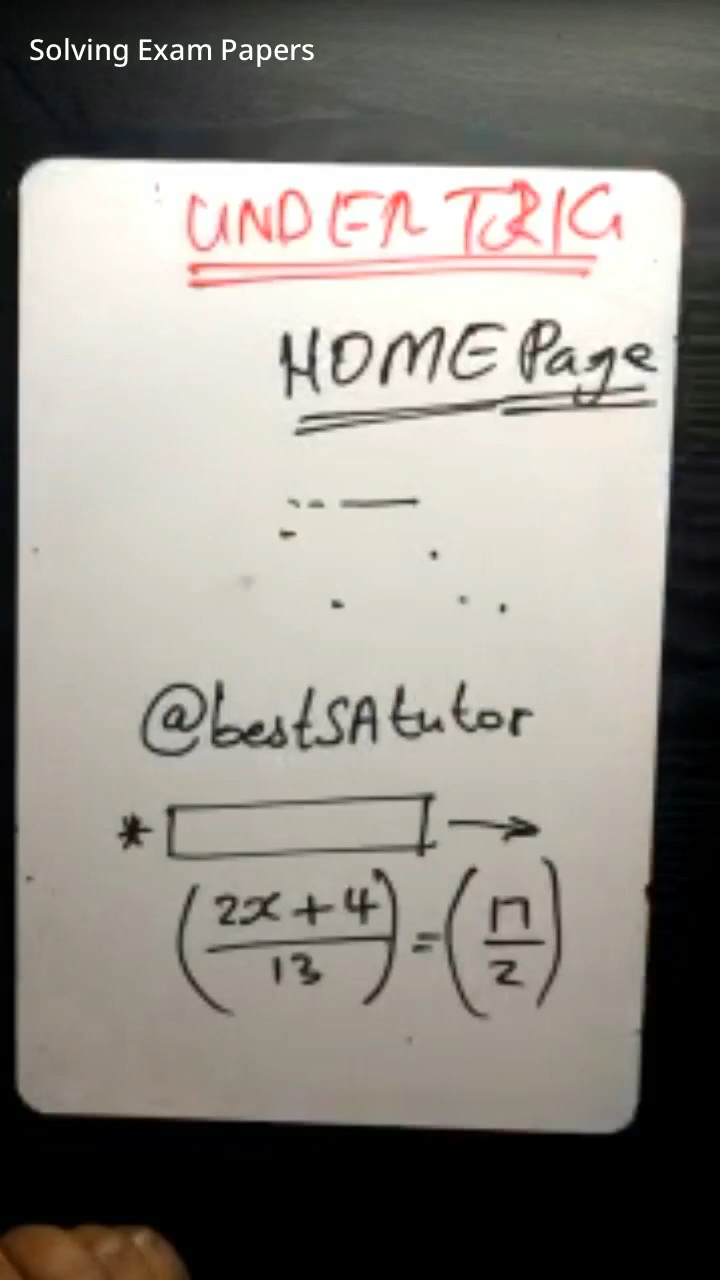 Solving Exam Papers
UNDER TRIG
HOME Page
@bestSAtutor
* →
(2x + 4 / 13) = (π / 2)